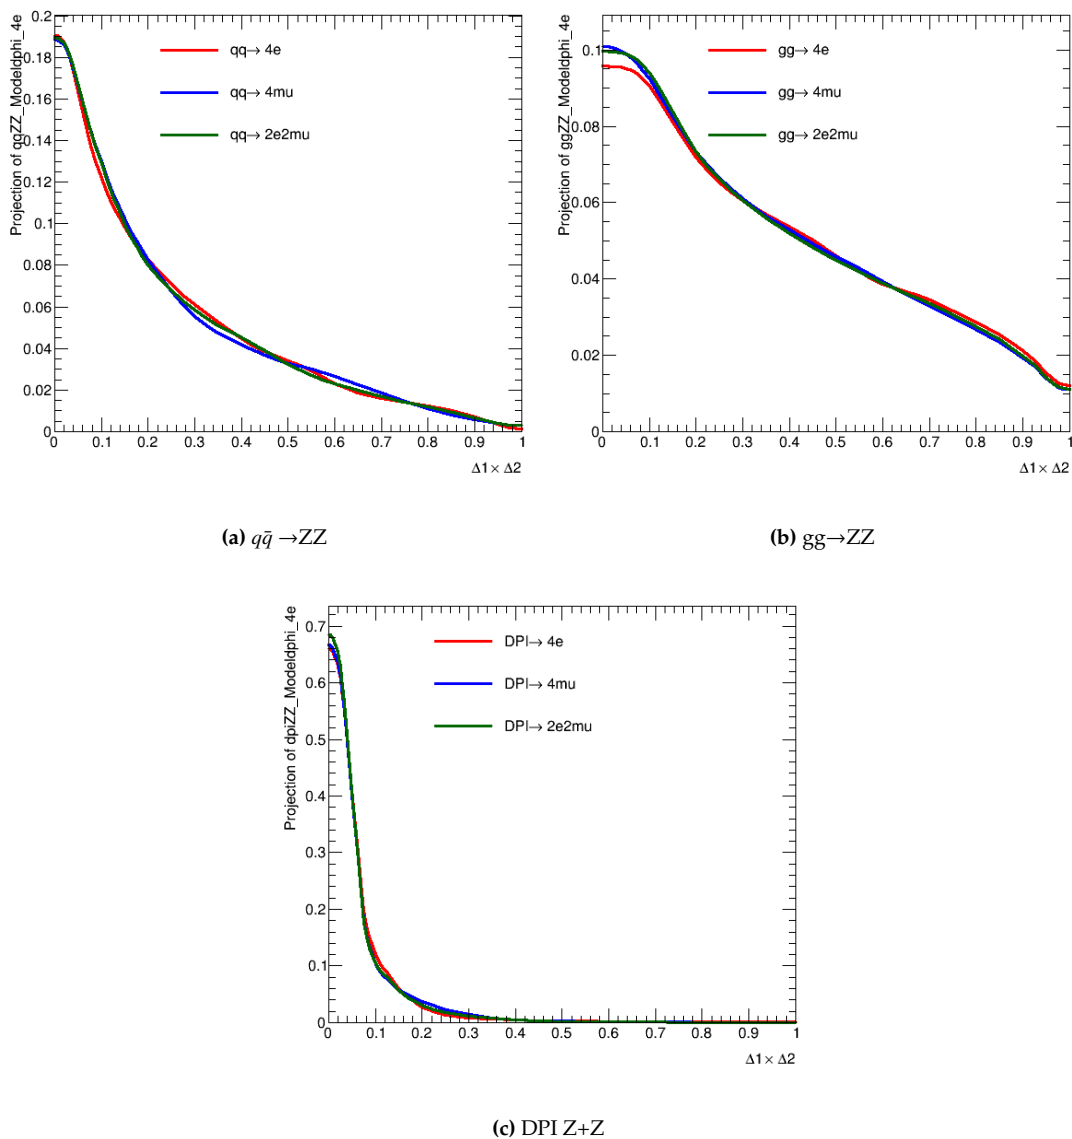 Projection of qqZZ_Modeldphi_4e
0.2
0.18
0.16
0.14
0.12
0.1
0.08
0.06
0.04
0.02
0
qq→ 4e
qq→ 4mu
qq→ 2e2mu
0 0.1 0.2 0.3 0.4 0.5 0.6 0.7 0.8 0.9 1
Δ1× Δ2
(a) qq̄ →ZZ
Projection of ggZZ_Modeldphi_4e
0.1
0.08
0.06
0.04
0.02
0
gg→ 4e
gg→ 4mu
gg→ 2e2mu
0 0.1 0.2 0.3 0.4 0.5 0.6 0.7 0.8 0.9 1
Δ1× Δ2
(b) gg→ZZ
Projection of dpiZZ_Modeldphi_4e
0.7
0.6
0.5
0.4
0.3
0.2
0.1
0
DPI→ 4e
DPI→ 4mu
DPI→ 2e2mu
0 0.1 0.2 0.3 0.4 0.5 0.6 0.7 0.8 0.9 1
Δ1× Δ2
(c) DPI Z+Z